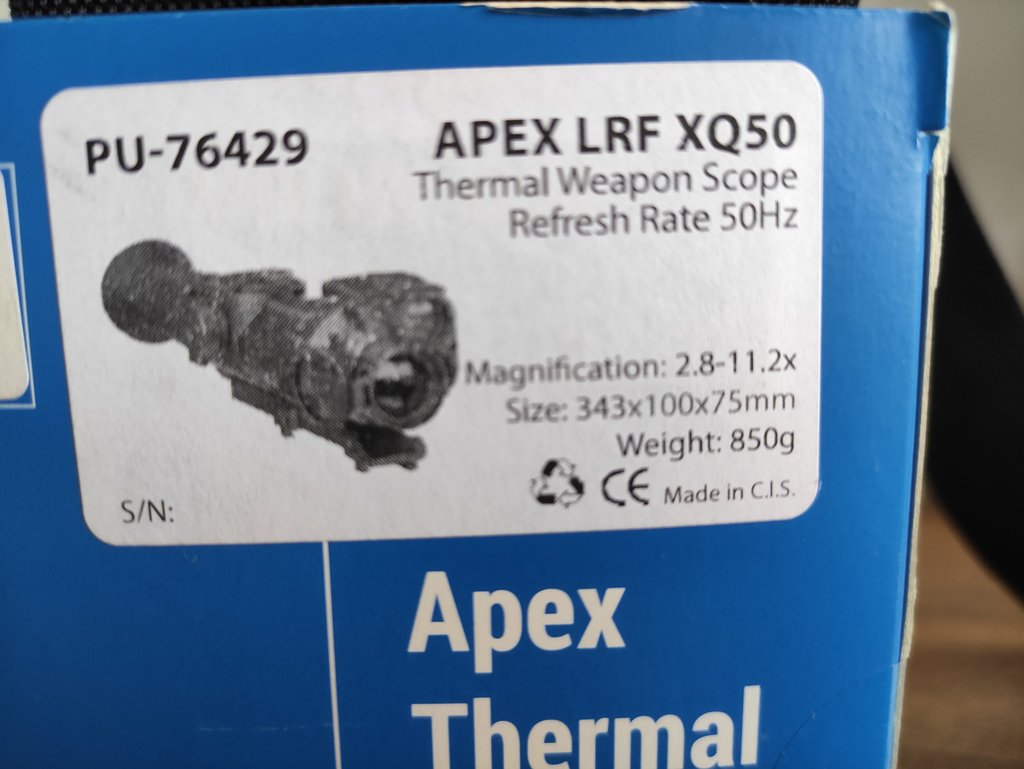 PU-76429
APEX LRF XQ50
Thermal Weapon Scope
Refresh Rate 50Hz
Magnification: 2.8-11.2x
Size: 343x100x75mm
Weight: 850g
CE Made in C.I.S.
S/N:
Apex
Thermal